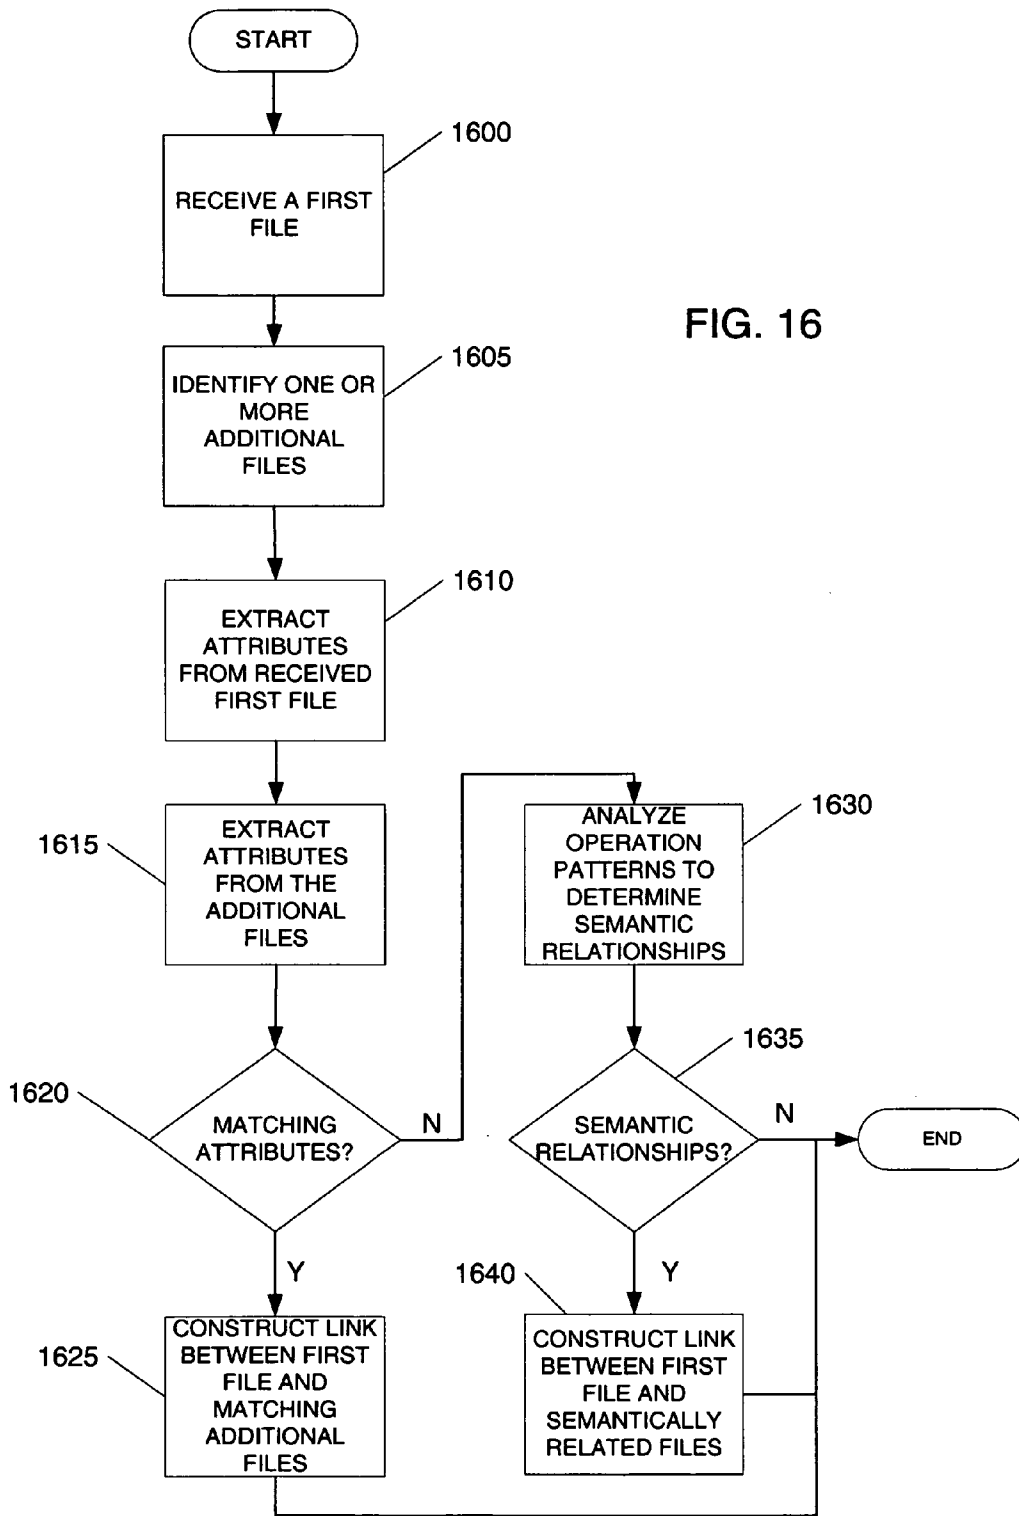 START
1600
RECEIVE A FIRST
FILE
FIG. 16
1605
IDENTIFY ONE OR
MORE
ADDITIONAL
FILES
1610
EXTRACT
ATTRIBUTES
FROM RECEIVED
FIRST FILE
1615
EXTRACT
ATTRIBUTES
FROM THE
ADDITIONAL
FILES
1630
ANALYZE
OPERATION
PATTERNS TO
DETERMINE
SEMANTIC
RELATIONSHIPS
1620
MATCHING
ATTRIBUTES?
N
1635
SEMANTIC
RELATIONSHIPS?
N
END
Y
1625
CONSTRUCT LINK
BETWEEN FIRST
FILE AND
MATCHING
ADDITIONAL
FILES
Y
1640
CONSTRUCT LINK
BETWEEN FIRST
FILE AND
SEMANTICALLY
RELATED FILES